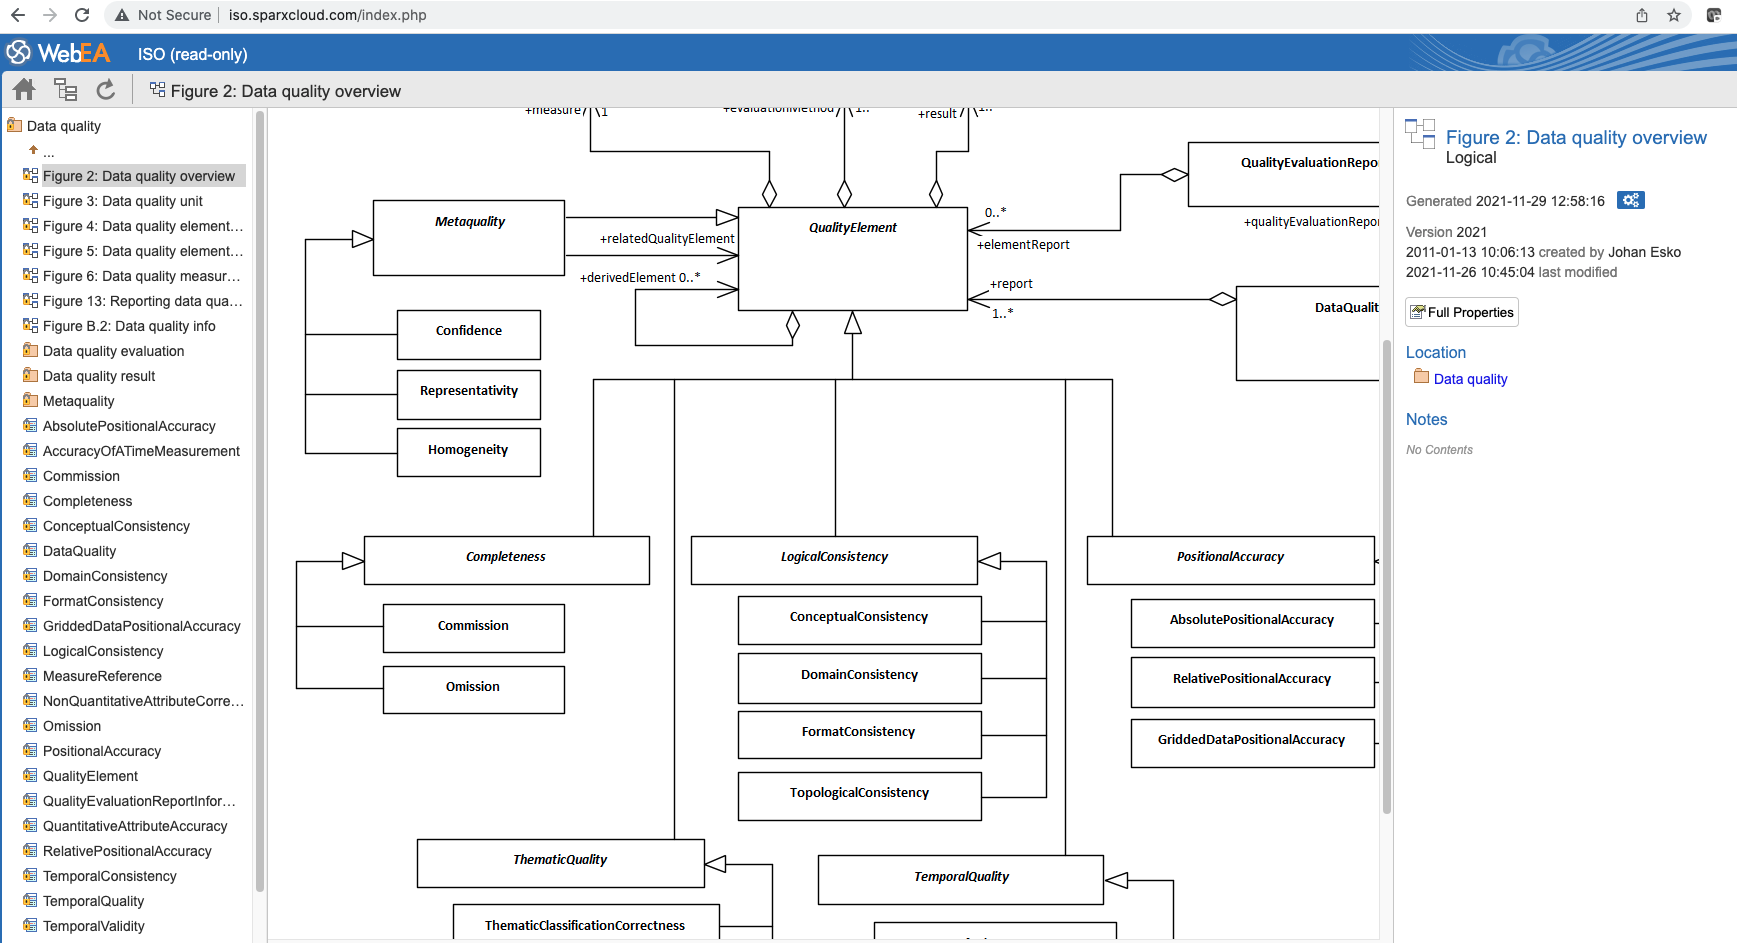 Not Secure
iso.sparxcloud.com/index.php
WebEA
ISO (read-only)
Figure 2: Data quality overview
Data quality
...
Figure 2: Data quality overview
Figure 3: Data quality unit
Figure 4: Data quality element...
Figure 5: Data quality element...
Figure 6: Data quality measur...
Figure 13: Reporting data qua...
Figure B.2: Data quality info
Data quality evaluation
Data quality result
Metaquality
AbsolutePositionalAccuracy
AccuracyOfATimeMeasurement
Commission
Completeness
ConceptualConsistency
DataQuality
DomainConsistency
FormatConsistency
GriddedDataPositionalAccuracy
LogicalConsistency
MeasureReference
NonQuantitativeAttributeCorre...
Omission
PositionalAccuracy
QualityElement
QualityEvaluationReportInfor...
QuantitativeAttributeAccuracy
RelativePositionalAccuracy
TemporalConsistency
TemporalQuality
TemporalValidity
+measure
1
+evaluationMethod
1..
+result
1..
QualityEvaluationRepo
0..*
+elementReport
+qualityEvaluationRepor
Metaquality
+relatedQualityElement
+derivedElement 0..*
QualityElement
+report
1..*
DataQualit
Confidence
Representativity
Homogeneity
Completeness
Commission
Omission
LogicalConsistency
ConceptualConsistency
DomainConsistency
FormatConsistency
TopologicalConsistency
PositionalAccuracy
AbsolutePositionalAccuracy
RelativePositionalAccuracy
GriddedDataPositionalAccuracy
ThematicQuality
ThematicClassificationCorrectness
TemporalQuality
Figure 2: Data quality overview
Logical
Generated 2021-11-29 12:58:16
Version 2021
2011-01-13 10:06:13 created by Johan Esko
2021-11-26 10:45:04 last modified
Full Properties
Location
Data quality
Notes
No Contents